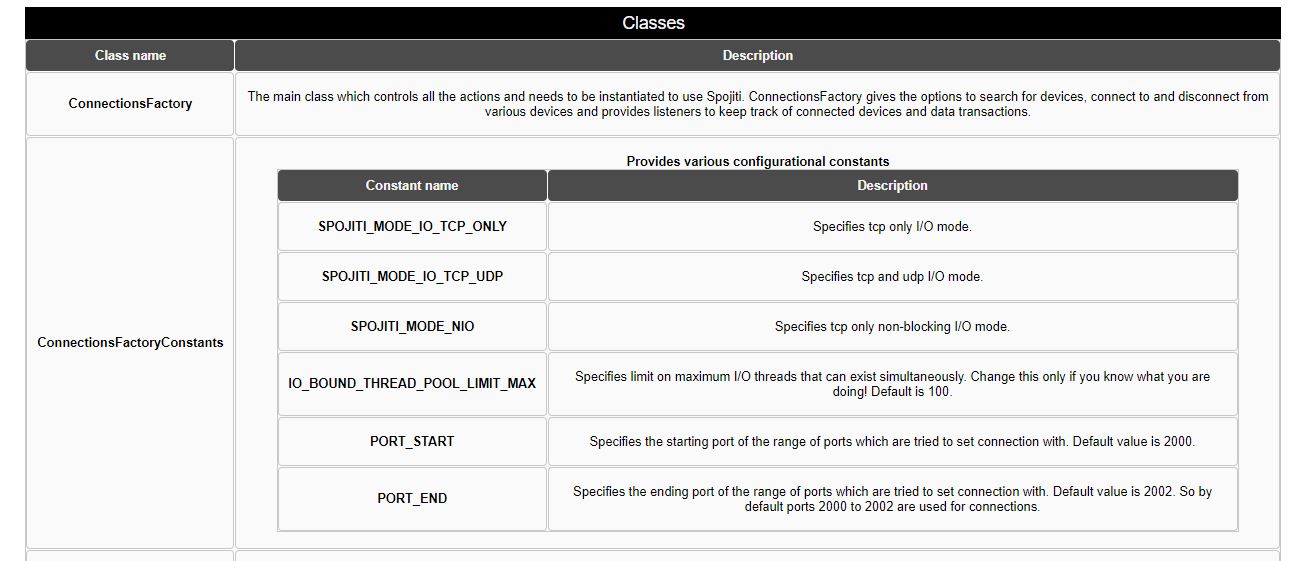 Classes
Class name
Description
ConnectionsFactory
The main class which controls all the actions and needs to be instantiated to use Spojiti. ConnectionsFactory gives the options to search for devices, connect to and disconnect from
various devices and provides listeners to keep track of connected devices and data transactions.
ConnectionsFactoryConstants
Provides various configurational constants
Constant name
Description
SPOJITI_MODE_IO_TCP_ONLY
Specifies tcp only I/O mode.
SPOJITI_MODE_IO_TCP_UDP
Specifies tcp and udp I/O mode.
SPOJITI_MODE_NIO
Specifies tcp only non-blocking I/O mode.
IO_BOUND_THREAD_POOL_LIMIT_MAX
Specifies limit on maximum I/O threads that can exist simultaneously. Change this only if you know what you are
doing! Default is 100.
PORT_START
Specifies the starting port of the range of ports which are tried to set connection with. Default value is 2000.
PORT_END
Specifies the ending port of the range of ports which are tried to set connection with. Default value is 2002. So by
default ports 2000 to 2002 are used for connections.